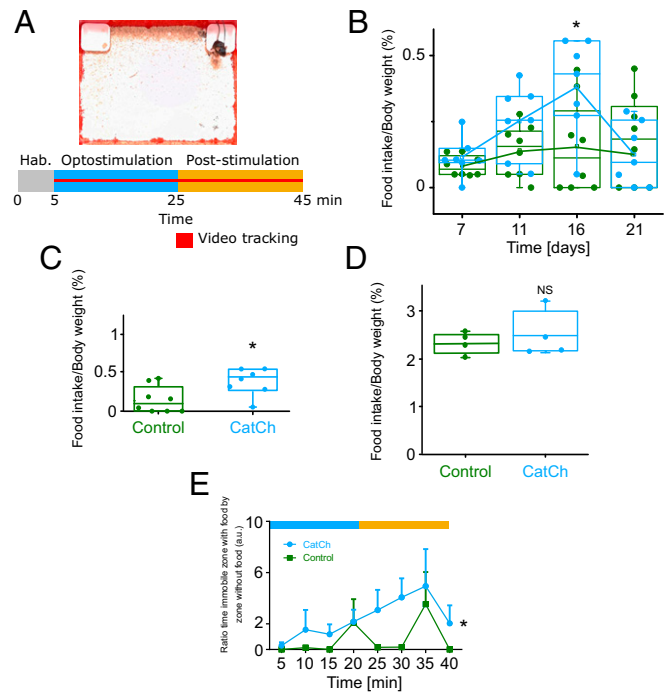 A
Hab. Optostimulation Post-stimulation
0 5 25 45 min
Time
Video tracking
B
Food intake/Body weight (%)
0.5
0
*
7 11 16 21
Time [days]
C
Food intake/Body weight (%)
1
0.5
0
*
Control CatCh
D
Food intake/Body weight (%)
3
2
1
0
NS
Control CatCh
E
Ratio time immobile zone with food by
zone without food (a.u.)
10
6
2
0
CatCh
Control
*
5 10 15 20 25 30 35 40
Time [min]